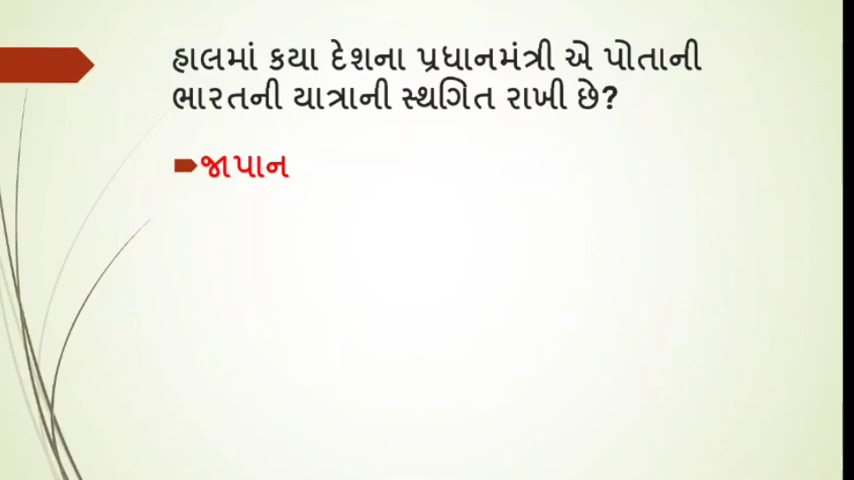 હાલમાં કયા દેશના પ્રધાનમંત્રી એ પોતાની
ભારતની યાત્રાની સ્થગિત રાખી છે?
જાપાન